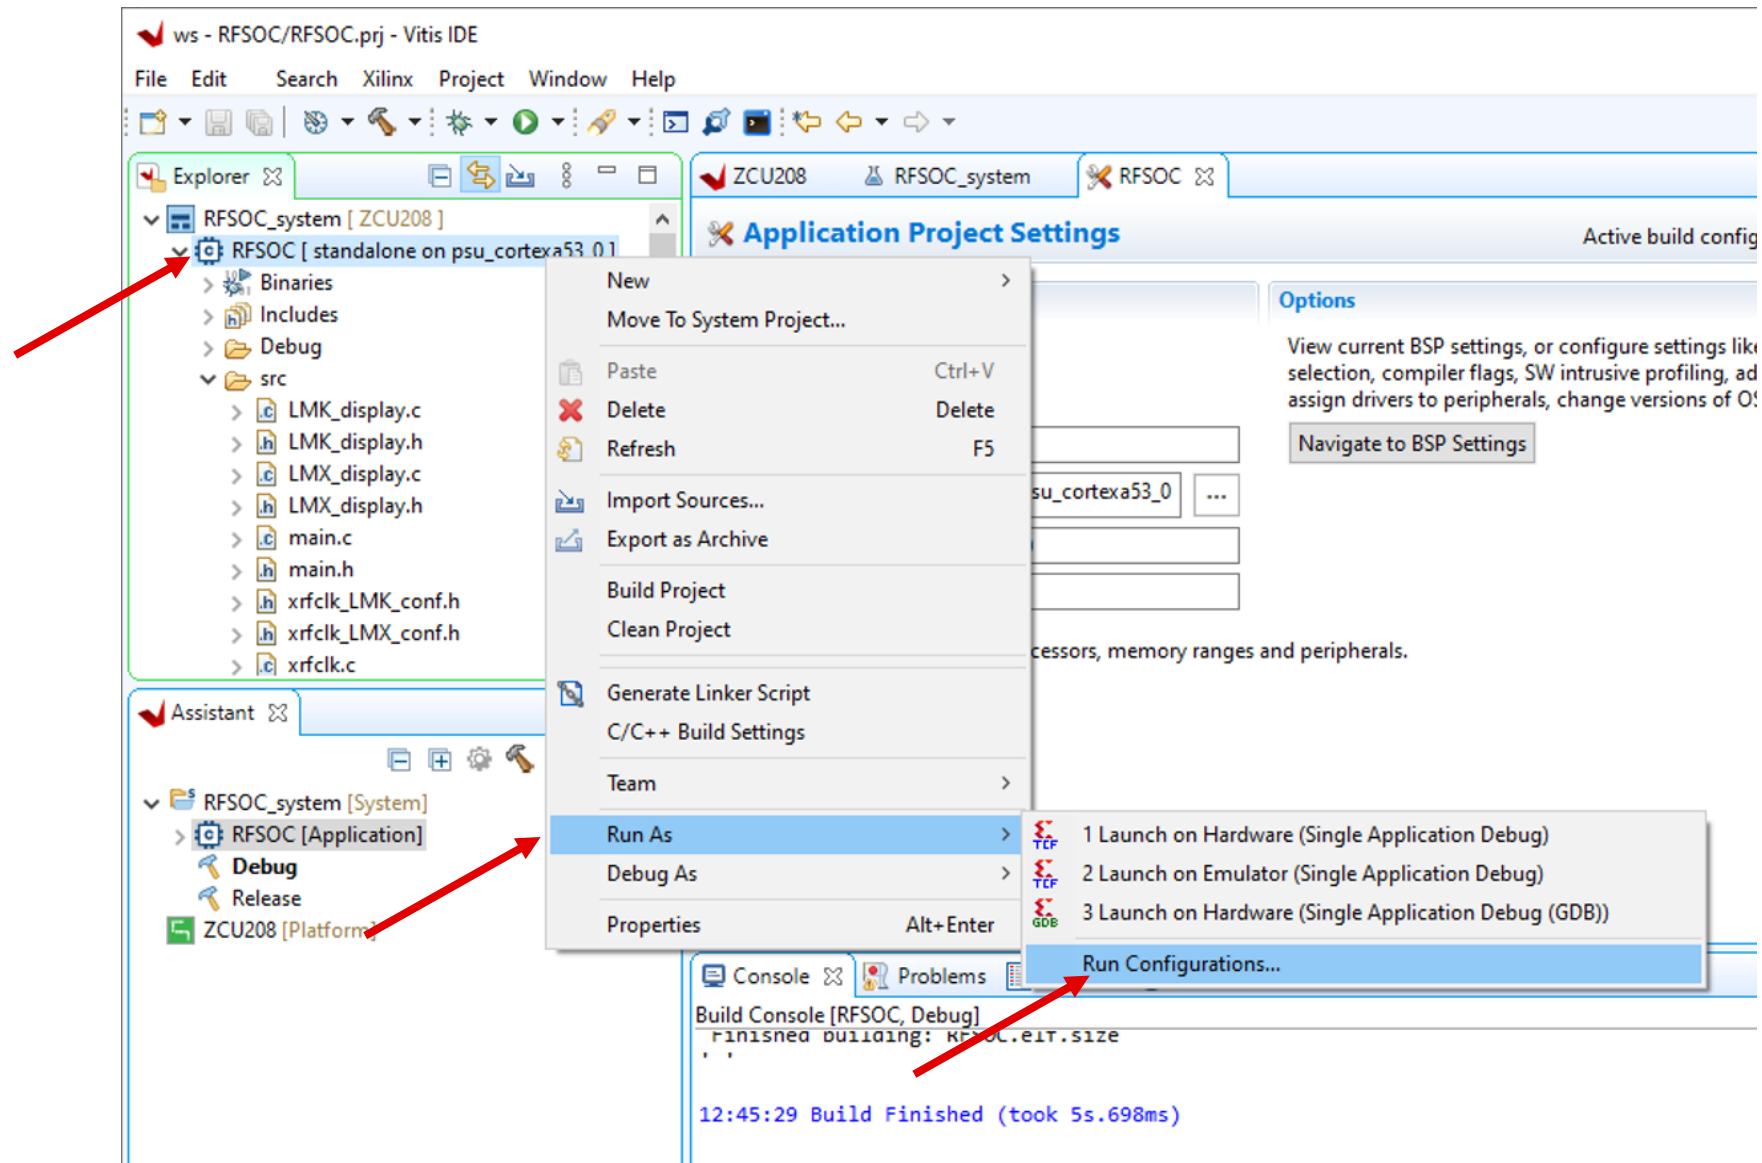 ws - RFSOC/RFSOC.prj - Vitis IDE
File Edit Search Xilinx Project Window Help
Explorer
ZCU208 RFSOC_system RFSOC
RFSOC_system [ ZCU208 ]
RFSOC [ standalone on psu_cortexa53_0 ]
Binaries
Includes
Debug
src
LMK_display.c
LMK_display.h
LMX_display.c
LMX_display.h
main.c
main.h
xrfclk_LMK_conf.h
xrfclk_LMX_conf.h
xrfclk.c
Application Project Settings
Active build config
Options
View current BSP settings, or configure settings like
selection, compiler flags, SW intrusive profiling, ad
assign drivers to peripherals, change versions of OS
Navigate to BSP Settings
su_cortexa53_0 ...
cessors, memory ranges and peripherals.
New
Move To System Project...
Paste Ctrl+V
Delete Delete
Refresh F5
Import Sources...
Export as Archive
Build Project
Clean Project
Generate Linker Script
C/C++ Build Settings
Team
Run As
Debug As
Properties Alt+Enter
1 Launch on Hardware (Single Application Debug)
2 Launch on Emulator (Single Application Debug)
3 Launch on Hardware (Single Application Debug (GDB))
Run Configurations...
Assistant
RFSOC_system [System]
RFSOC [Application]
Debug
Release
ZCU208 [Platform]
Console Problems
Build Console [RFSOC, Debug]
Finished building: RFSOC.elf.size
12:45:29 Build Finished (took 5s.698ms)